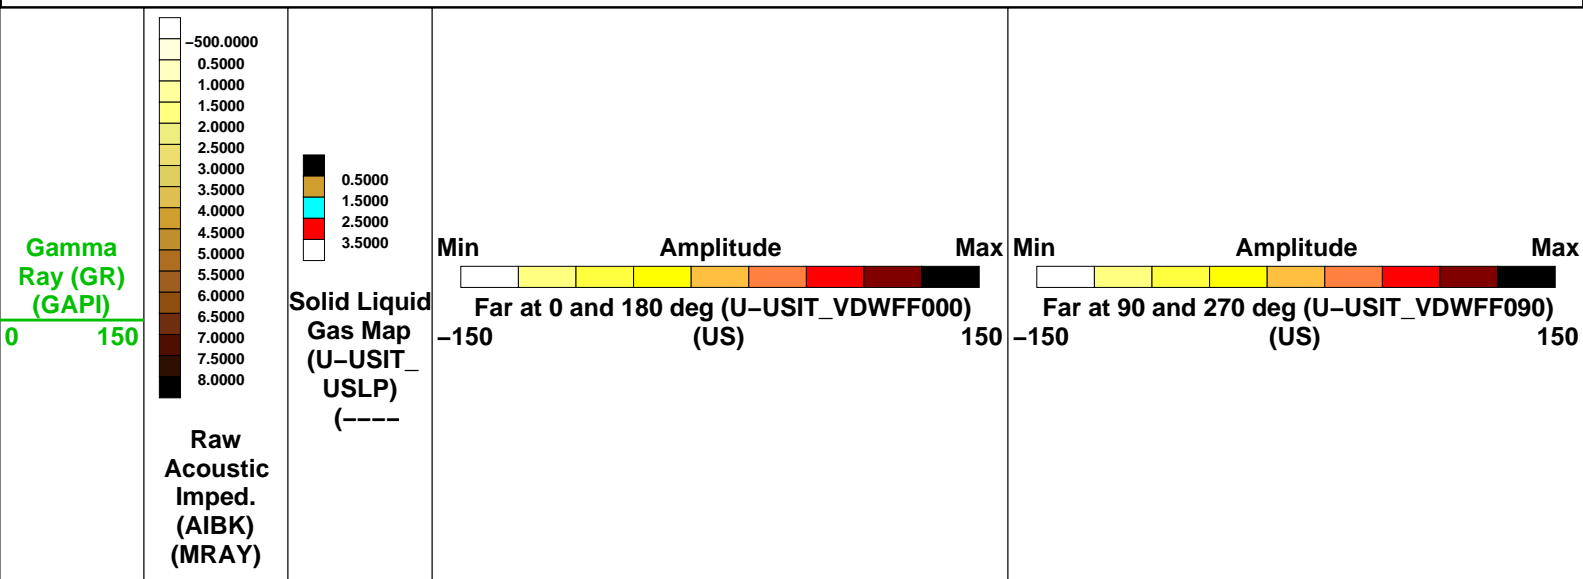 Gamma
Ray (GR)
(GAPI)
0 150
−500.0000
0.5000
1.0000
1.5000
2.0000
2.5000
3.0000
3.5000
4.0000
4.5000
5.0000
5.5000
6.0000
6.5000
7.0000
7.5000
8.0000
Raw
Acoustic
Imped.
(AIBK)
(MRAY)
0.5000
1.5000
2.5000
3.5000
Solid Liquid
Gas Map
(U−USIT_
USLP)
(−−−−
Min Amplitude Max
Far at 0 and 180 deg (U−USIT_VDWFF000)
−150 (US) 150
Min Amplitude Max
Far at 90 and 270 deg (U−USIT_VDWFF090)
−150 (US) 150